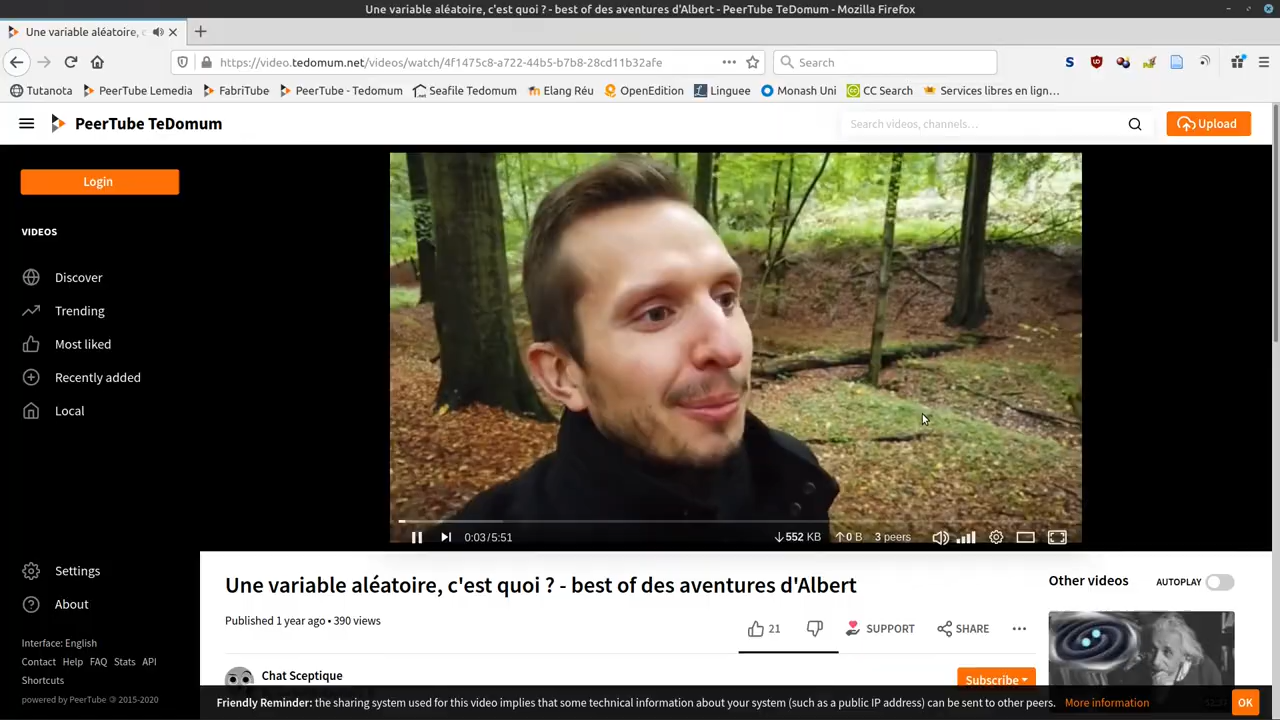 Une variable aléatoire, c'est quoi ? - best of des aventures d'Albert - PeerTube TeDomum - Mozilla Firefox
Une variable aléatoire, c
https://video.tedomum.net/videos/watch/4f1475c8-a722-44b5-b7b8-28cd11b32afe
Search
Tutanota PeerTube Lemedia FabriTube PeerTube - Tedomum Seafile Tedomum Elang Réu OpenEdition Linguee Monash Uni CC Search Services libres en lign…
PeerTube TeDomum
Search videos, channels…
Upload
Login
VIDEOS
Discover
Trending
Most liked
Recently added
Local
0:03/5:51
552 KB 0 B 3 peers
Settings
About
Interface: English
Contact Help FAQ Stats API
Shortcuts
powered by PeerTube © 2015-2020
Une variable aléatoire, c'est quoi ? - best of des aventures d'Albert
Published 1 year ago • 390 views
21
SUPPORT
SHARE
Other videos
AUTOPLAY
Chat Sceptique
Subscribe
Friendly Reminder: the sharing system used for this video implies that some technical information about your system (such as a public IP address) can be sent to other peers.
More information
OK